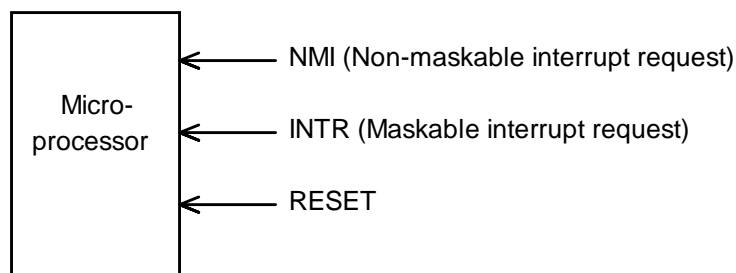 NMI (Non-maskable interrupt request)
Micro-
processor
INTR (Maskable interrupt request)
RESET